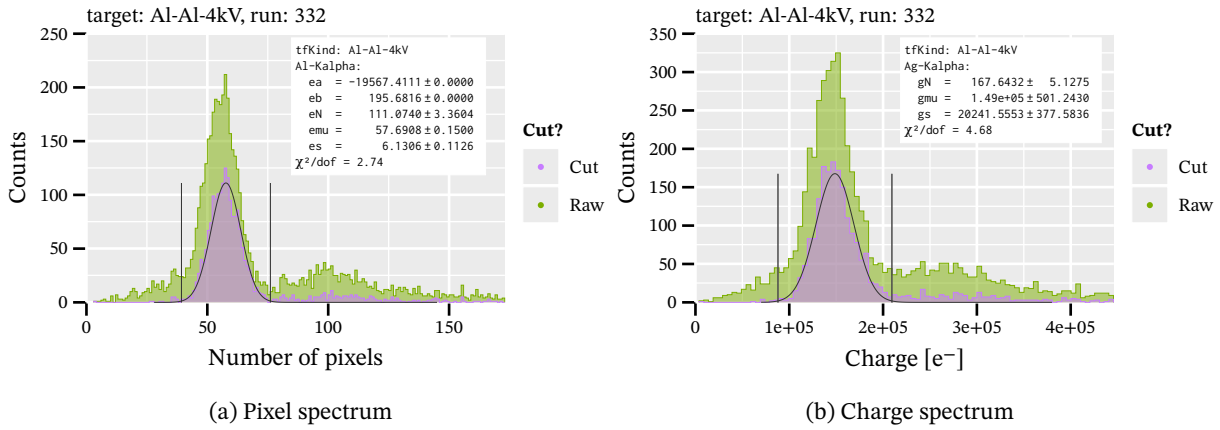 target: Al-Al-4kV, run: 332
250
200
150
100
50
0
0
50
100
150
Counts
Number of pixels
tfKind: Al-Al-4kV
Al-Kalpha:
ea = -19567.4111 ± 0.0000
eb = 195.6816 ± 0.0000
eN = 111.0740 ± 3.3604
emu = 57.6908 ± 0.1500
es = 6.1306 ± 0.1126
χ²/dof = 2.74
Cut?
Cut
Raw
(a) Pixel spectrum
target: Al-Al-4kV, run: 332
350
300
250
200
150
100
50
0
0
1e+05
2e+05
3e+05
4e+05
Counts
Charge [e⁻]
tfKind: Al-Al-4kV
Ag-Kalpha:
gN = 167.6432 ± 5.1275
gmu = 1.49e+05 ± 501.2430
gs = 20241.5553 ± 377.5836
χ²/dof = 4.68
Cut?
Cut
Raw
(b) Charge spectrum